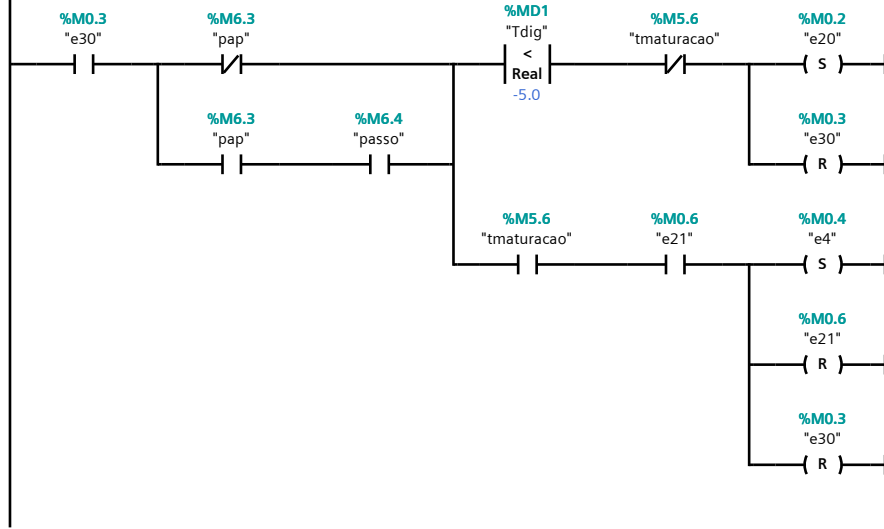 %M0.3
"e30"
%M6.3
"pap"
%MD1
"Tdig"
<
Real
-5.0
%M5.6
"tmaturacao"
%M0.2
"e20"
S
%M6.3
"pap"
%M6.4
"passo"
%M0.3
"e30"
R
%M5.6
"tmaturacao"
%M0.6
"e21"
%M0.4
"e4"
S
%M0.6
"e21"
R
%M0.3
"e30"
R